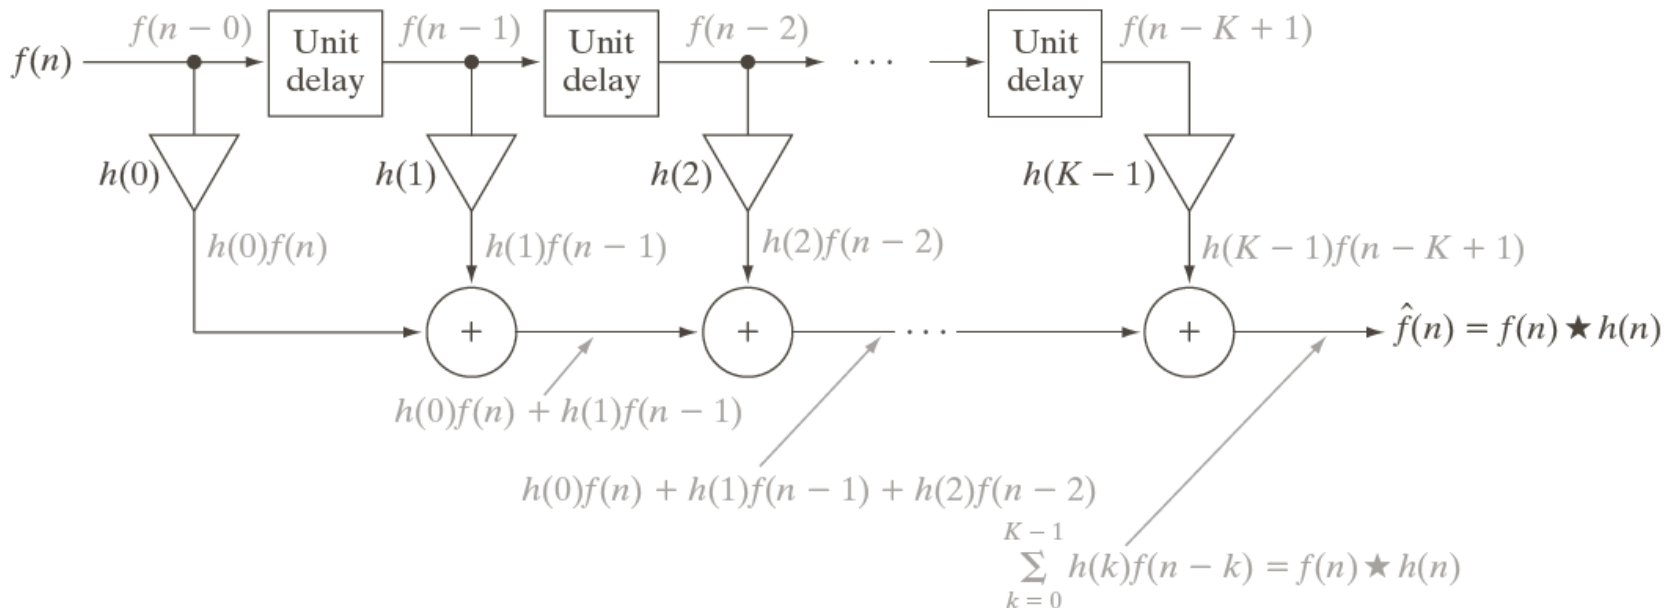 f(n − 0)
f(n − 1)
f(n − 2)
f(n − K + 1)
f(n)
Unit
delay
Unit
delay
· · ·
Unit
delay
h(0)
h(1)
h(2)
h(K − 1)
h(0)f(n)
h(1)f(n − 1)
h(2)f(n − 2)
h(K − 1)f(n − K + 1)
+
+
· · ·
+
f̂(n) = f(n) ★ h(n)
h(0)f(n) + h(1)f(n − 1)
h(0)f(n) + h(1)f(n − 1) + h(2)f(n − 2)
K − 1
Σ h(k)f(n − k) = f(n) ★ h(n)
k = 0